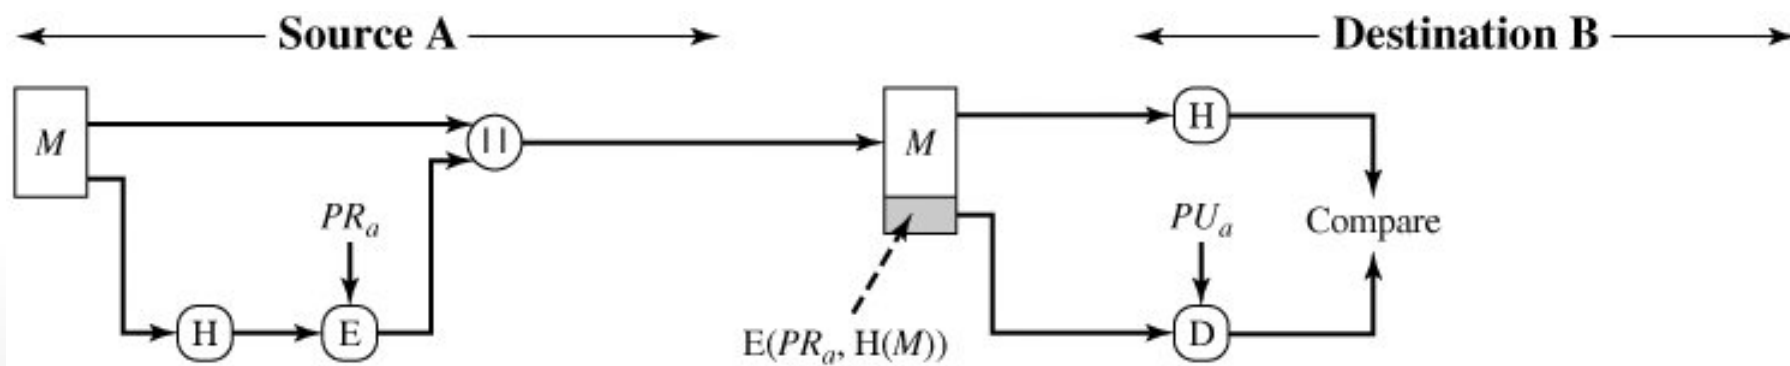 Source A
Destination B
M
||
M
H
PRₐ
PUₐ
Compare
H
E
E(PRₐ, H(M))
D